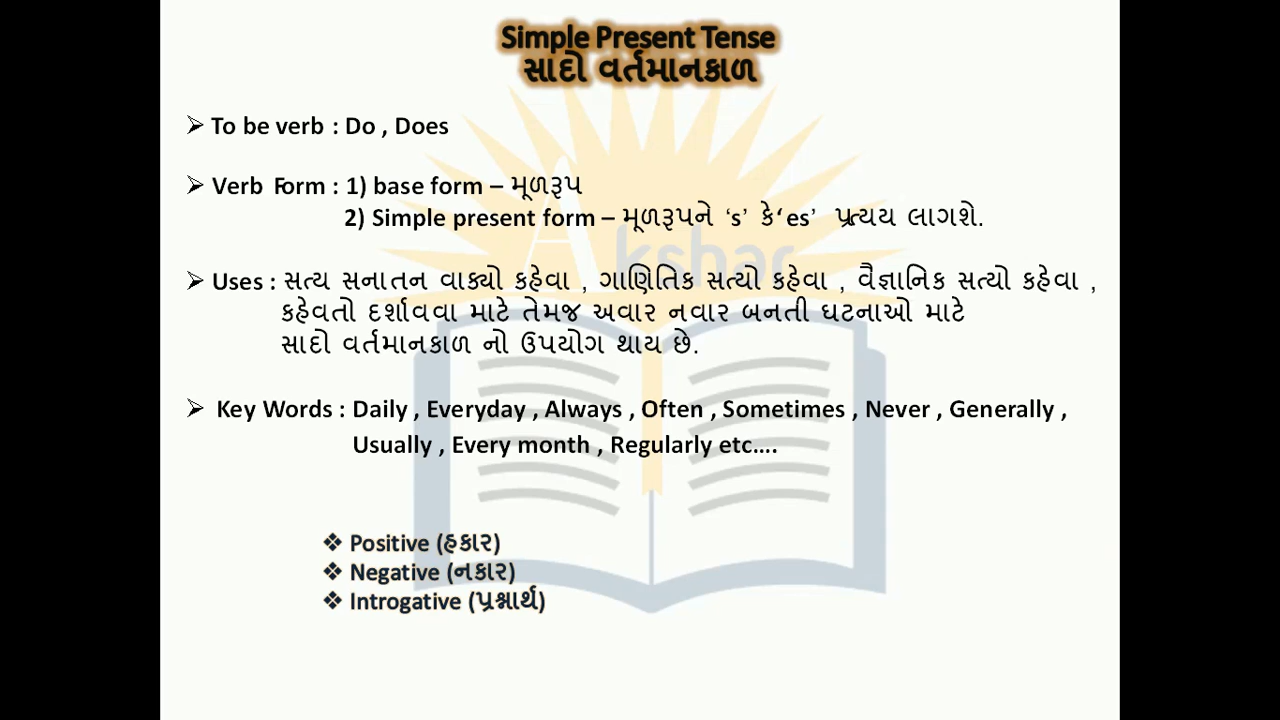 Simple Present Tense
સાદો વર્તમાનકાળ
➢ To be verb : Do , Does
➢ Verb Form : 1) base form – મૂળરૂપ
2) Simple present form – મૂળરૂપને ‘s’ કે‘es’ પ્રત્યય લાગશે.
Akshar
➢ Uses : સત્ય સનાતન વાક્યો કહેવા , ગાણિતિક સત્યો કહેવા , વૈજ્ઞાનિક સત્યો કહેવા ,
કહેવતો દર્શાવવા માટે તેમજ અવાર નવાર બનતી ઘટનાઓ માટે
સાદો વર્તમાનકાળ નો ઉપયોગ થાય છે.
➢ Key Words : Daily , Everyday , Always , Often , Sometimes , Never , Generally ,
Usually , Every month , Regularly etc….
❖ Positive (હકાર)
❖ Negative (નકાર)
❖ Introgative (પ્રશ્નાર્થ)